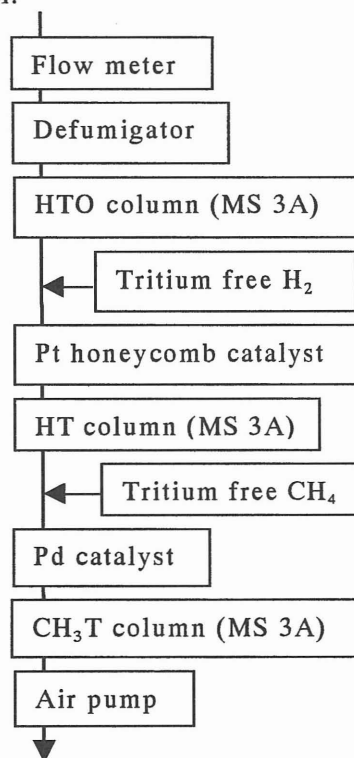 Flow meter
Defumigator
HTO column (MS 3A)
Tritium free H₂
Pt honeycomb catalyst
HT column (MS 3A)
Tritium free CH₄
Pd catalyst
CH₃T column (MS 3A)
Air pump